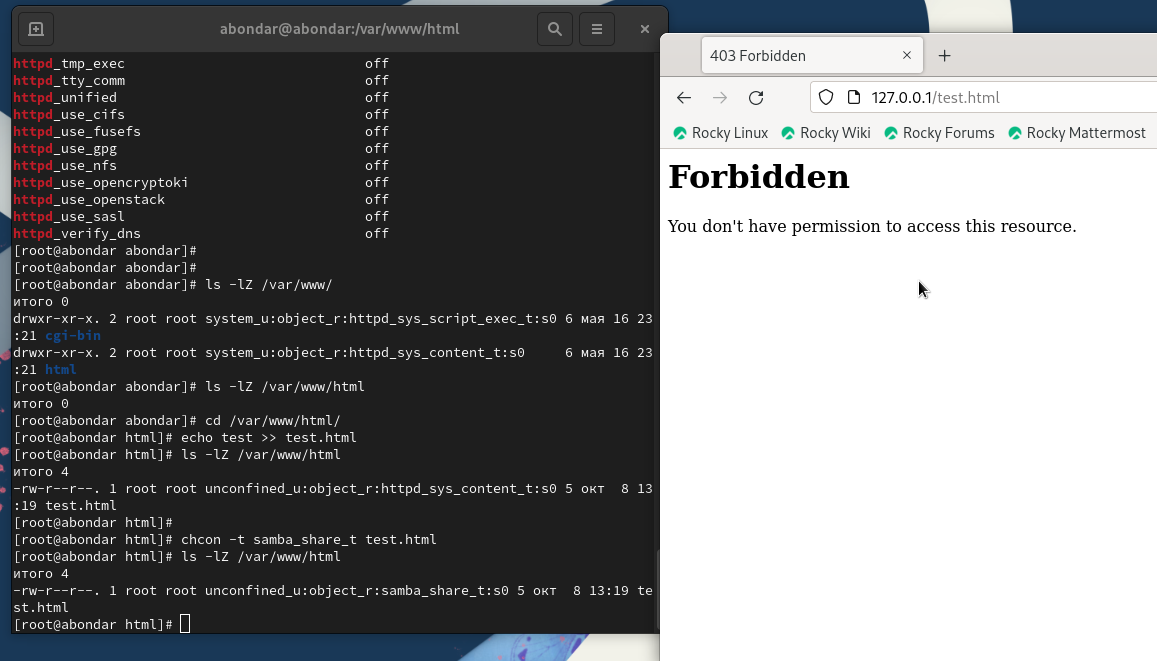 abondar@abondar:/var/www/html
httpd_tmp_exec off
httpd_tty_comm off
httpd_unified off
httpd_use_cifs off
httpd_use_fusefs off
httpd_use_gpg off
httpd_use_nfs off
httpd_use_opencryptoki off
httpd_use_openstack off
httpd_use_sasl off
httpd_verify_dns off
[root@abondar abondar]#
[root@abondar abondar]#
[root@abondar abondar]# ls -lZ /var/www/
итого 0
drwxr-xr-x. 2 root root system_u:object_r:httpd_sys_script_exec_t:s0 6 мая 16 23
:21 cgi-bin
drwxr-xr-x. 2 root root system_u:object_r:httpd_sys_content_t:s0 6 мая 16 23
:21 html
[root@abondar abondar]# ls -lZ /var/www/html
итого 0
[root@abondar abondar]# cd /var/www/html/
[root@abondar html]# echo test >> test.html
[root@abondar html]# ls -lZ /var/www/html
итого 4
-rw-r--r--. 1 root root unconfined_u:object_r:httpd_sys_content_t:s0 5 окт  8 13
:19 test.html
[root@abondar html]#
[root@abondar html]# chcon -t samba_share_t test.html
[root@abondar html]# ls -lZ /var/www/html
итого 4
-rw-r--r--. 1 root root unconfined_u:object_r:samba_share_t:s0 5 окт  8 13:19 te
st.html
[root@abondar html]#
403 Forbidden
127.0.0.1/test.html
Rocky Linux Rocky Wiki Rocky Forums Rocky Mattermost
Forbidden
You don't have permission to access this resource.